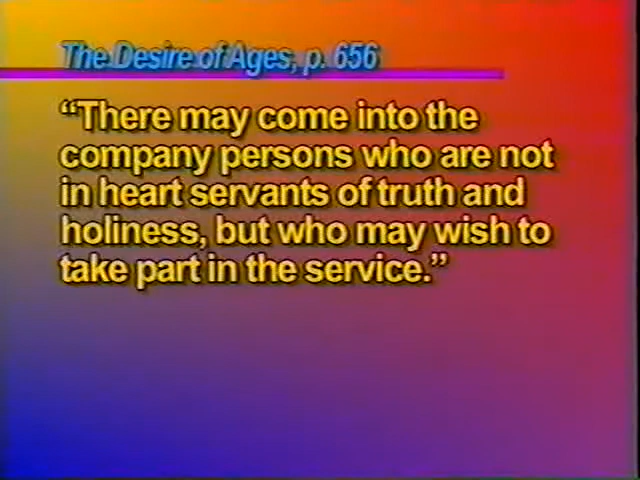 The Desire of Ages, p. 656
“There may come into the
company persons who are not
in heart servants of truth and
holiness, but who may wish to
take part in the service.”